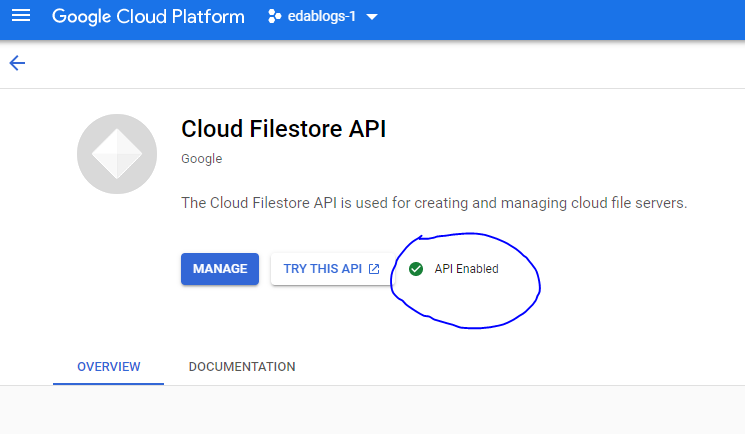 Google Cloud Platform edablogs-1
Cloud Filestore API
Google
The Cloud Filestore API is used for creating and managing cloud file servers.
MANAGE TRY THIS API API Enabled
OVERVIEW DOCUMENTATION